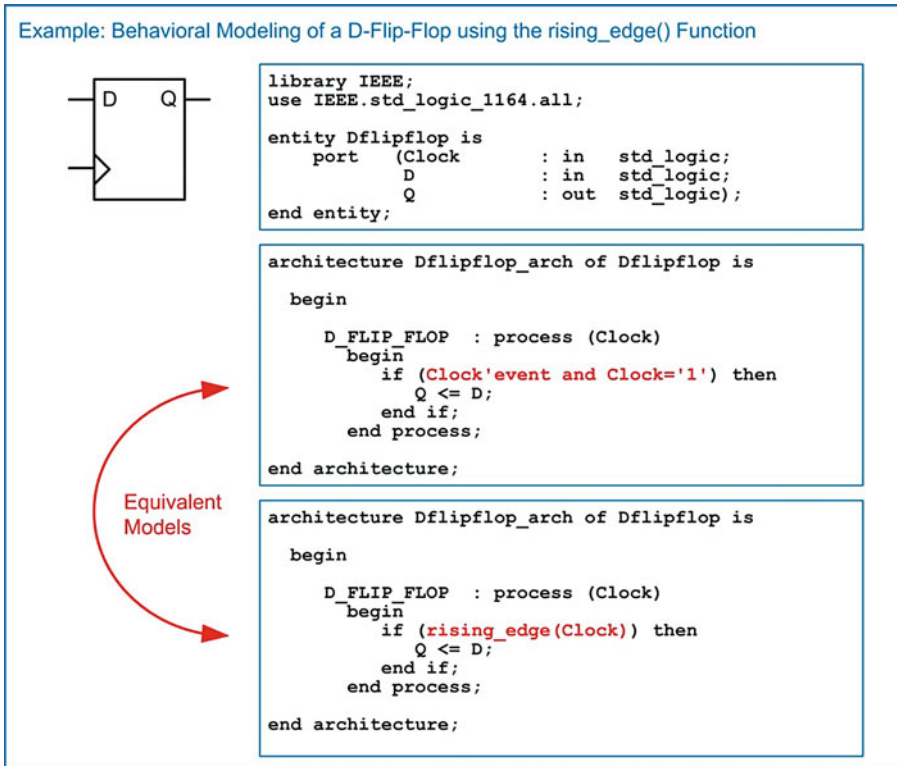 Example: Behavioral Modeling of a D-Flip-Flop using the rising_edge() Function
D Q
library IEEE;
use IEEE.std_logic_1164.all;
entity Dflipflop is
port (Clock : in std_logic;
D : in std_logic;
Q : out std_logic);
end entity;
architecture Dflipflop_arch of Dflipflop is
begin
D_FLIP_FLOP : process (Clock)
begin
if (Clock'event and Clock='1') then
Q <= D;
end if;
end process;
end architecture;
Equivalent
Models
architecture Dflipflop_arch of Dflipflop is
begin
D_FLIP_FLOP : process (Clock)
begin
if (rising_edge(Clock)) then
Q <= D;
end if;
end process;
end architecture;